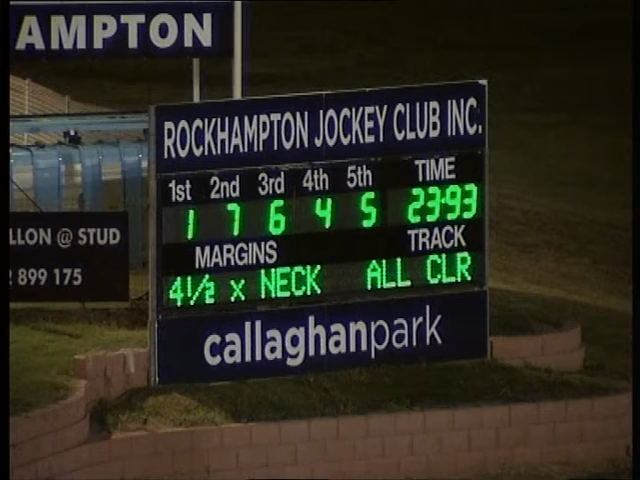 AMPTON
ROCKHAMPTON JOCKEY CLUB INC.
1st 2nd 3rd 4th 5th TIME
1 7 6 4 5 23.93
MARGINS TRACK
4½ x NECK ALL CLR
callaghanpark
LLON @ STUD
899 175